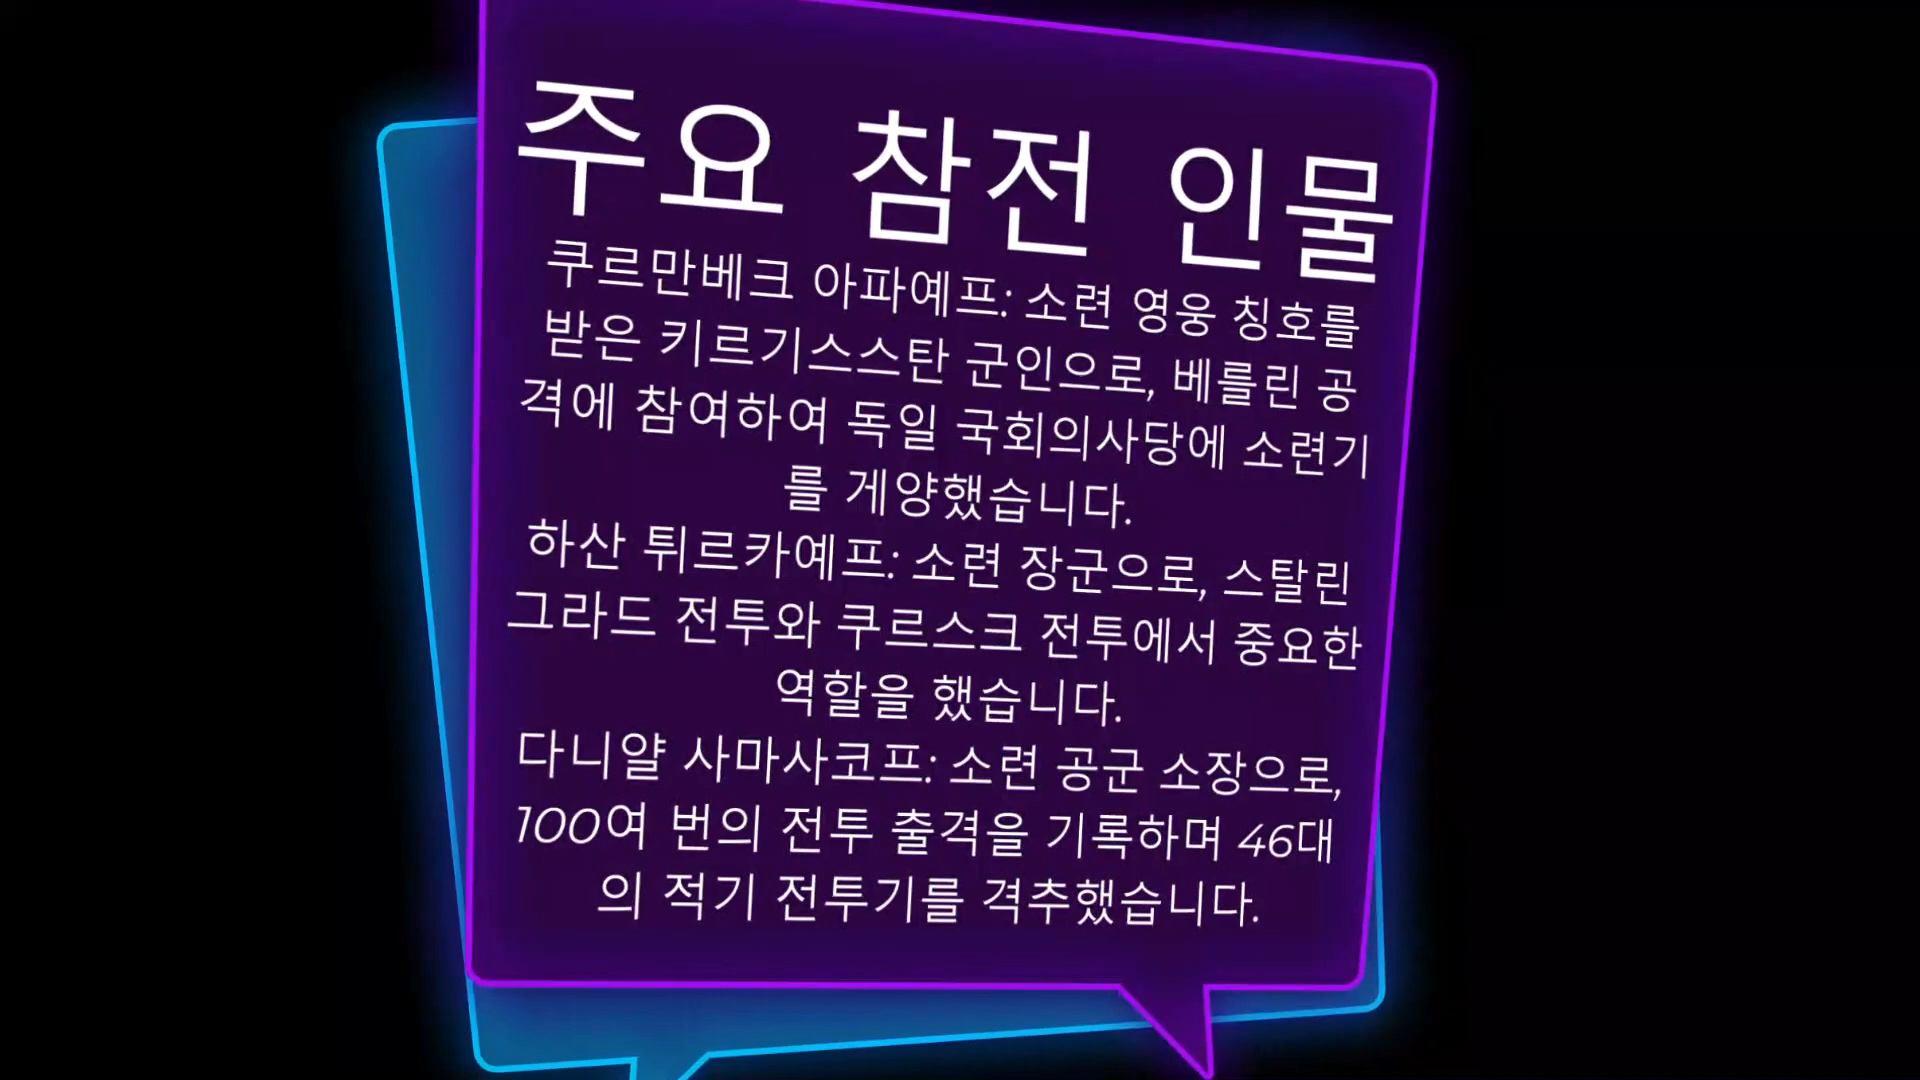 주요 참전 인물
쿠르만베크 아파예프: 소련 영웅 칭호를
받은 키르기스스탄 군인으로, 베를린 공
격에 참여하여 독일 국회의사당에 소련기
를 게양했습니다.
하산 튀르카예프: 소련 장군으로, 스탈린
그라드 전투와 쿠르스크 전투에서 중요한
역할을 했습니다.
다니얄 사마사코프: 소련 공군 소장으로,
100여 번의 전투 출격을 기록하며 46대
의 적기 전투기를 격추했습니다.